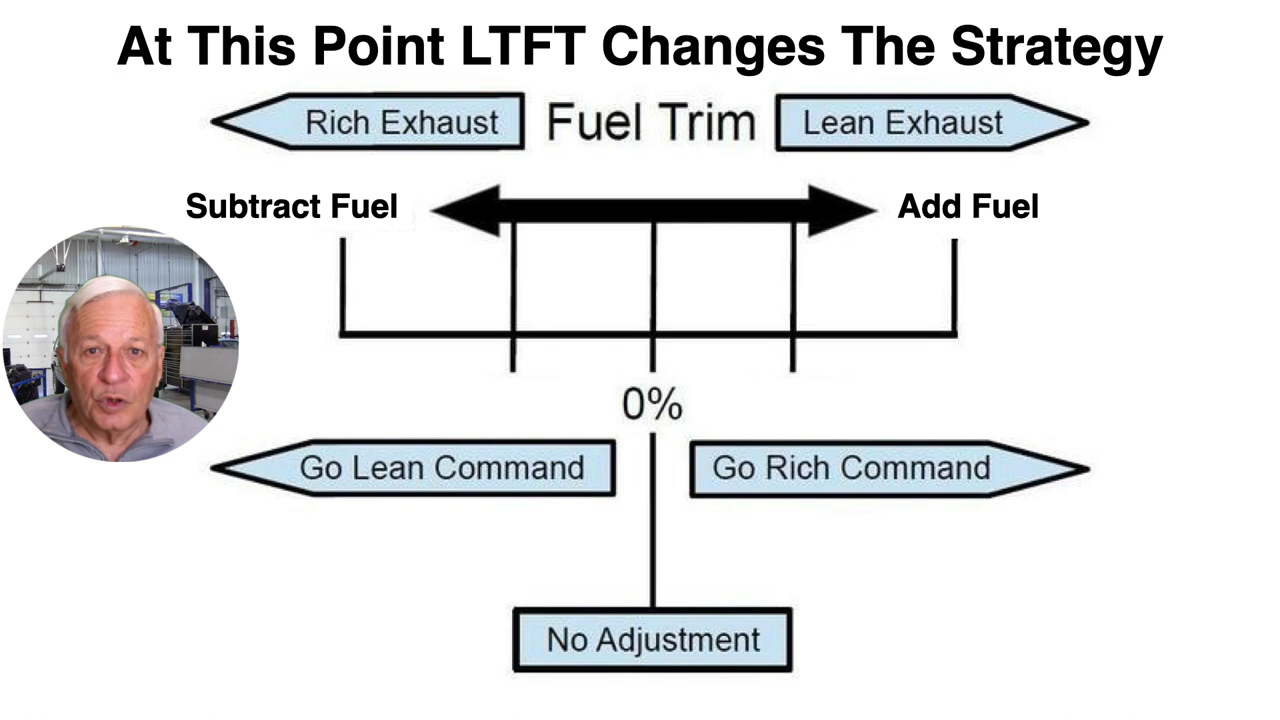 At This Point LTFT Changes The Strategy
Rich Exhaust
Fuel Trim
Lean Exhaust
Subtract Fuel
Add Fuel
0%
Go Lean Command
Go Rich Command
No Adjustment